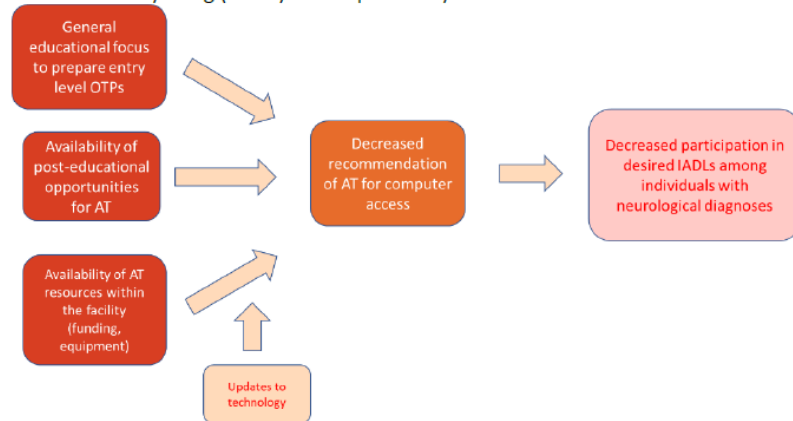 General
educational focus
to prepare entry
level OTPs
Availability of
post-educational
opportunities
for AT
Availability of AT
resources within
the facility
(funding,
equipment)
Updates to
technology
Decreased
recommendation
of AT for computer
access
Decreased participation in
desired IADLs among
individuals with
neurological diagnoses